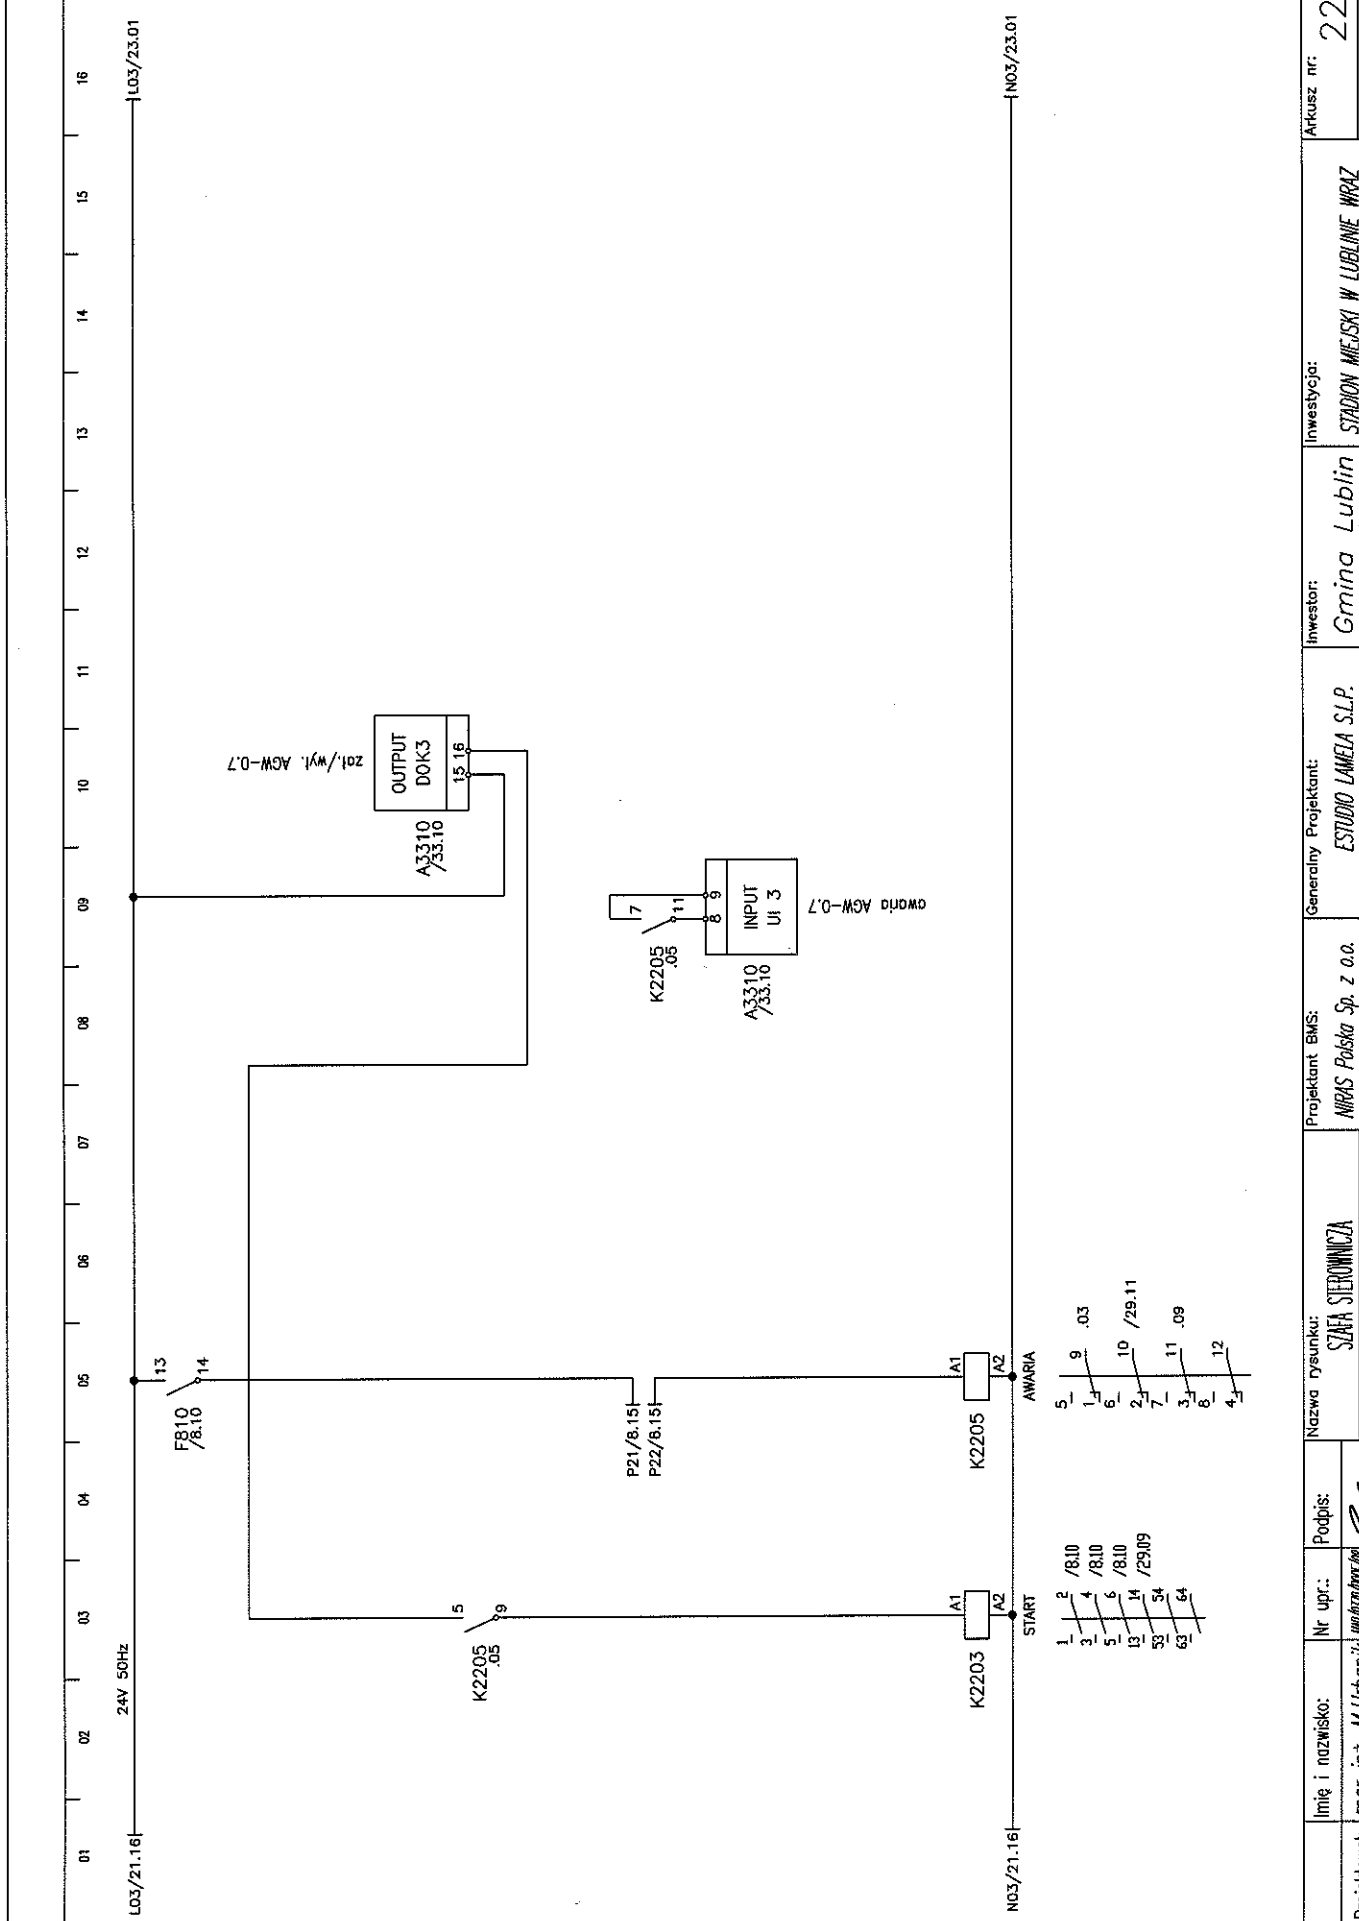 01 02 03 04 05 06 07 08 09 10 11 12 13 14 15 16
24V 50Hz
L03/21.16
L03/23.01
F810
/8.10
13
14
zał./wył. AGW-0.7
OUTPUT
DOK3
15 16
A3310
/33.10
K2205
.05
5
9
P21/8.15
P22/8.15
K2205
.05
7
11
8 9
INPUT
UI 3
A3310
/33.10
awaria AGW-0.7
K2203
A1
A2
K2205
A1
A2
N03/21.16
N03/23.01
START
AWARIA
1 2 /8.10
3 4 /8.10
5 6 /8.10
13 14 /29.09
53 54
63 64
5
1 9 .03
6
2 10 /29.11
7
3 11 .09
8
4 12
Imię i nazwisko:
Nr upr.:
Podpis:
Nazwa rysunku:
SZAFA STEROWNICZA
Projektant BMS:
NIRAS Polska Sp. z o.o.
Generalny Projektant:
ESTUDIO LAMELA S.L.P.
Inwestor:
Gmina Lublin
Inwestycja:
STADION MIEJSKI W LUBLINIE WRAZ
Arkusz nr:
22